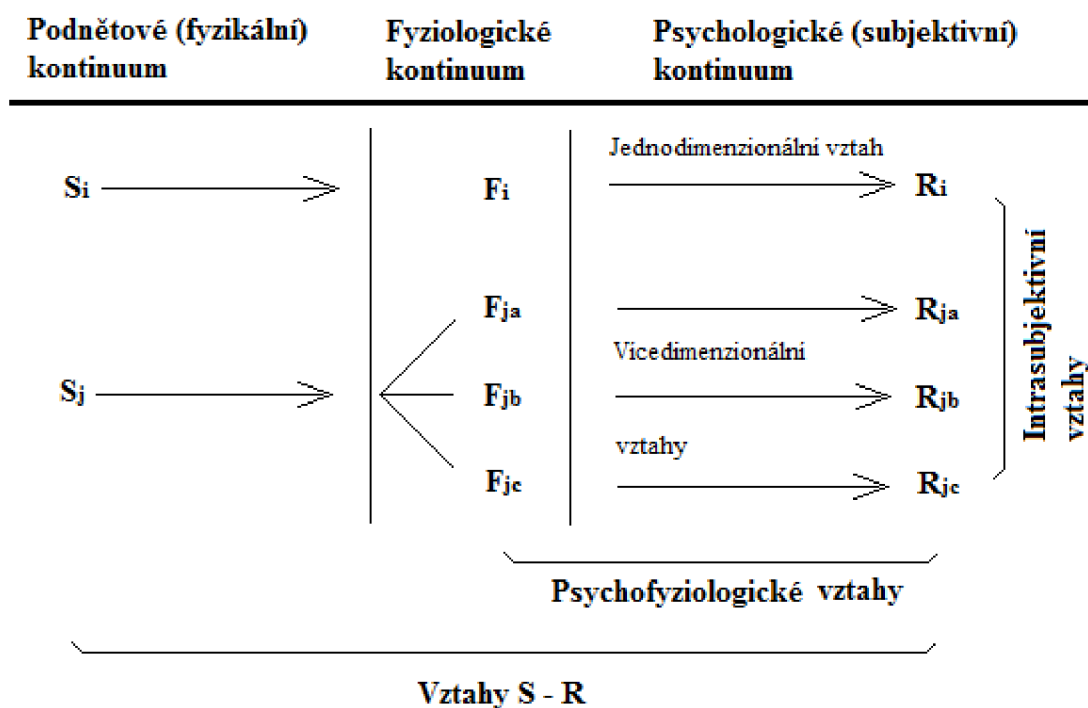 Podnětové (fyzikální)
kontinuum
Fyziologické
kontinuum
Psychologické (subjektivní)
kontinuum
Jednodimenzionální vztah
Si
Fi
Ri
Fja
Rja
Vícedimenzionální
Sj
Fjb
Rjb
vztahy
Fjc
Rjc
Intrasubjektivní
vztahy
Psychofyziologické vztahy
Vztahy S - R